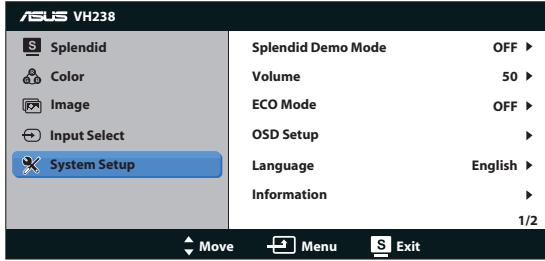 ASUS VH238
S Splendid
Color
Image
Input Select
System Setup
Splendid Demo Mode OFF
Volume 50
ECO Mode OFF
OSD Setup
Language English
Information
1/2
Move Menu S Exit